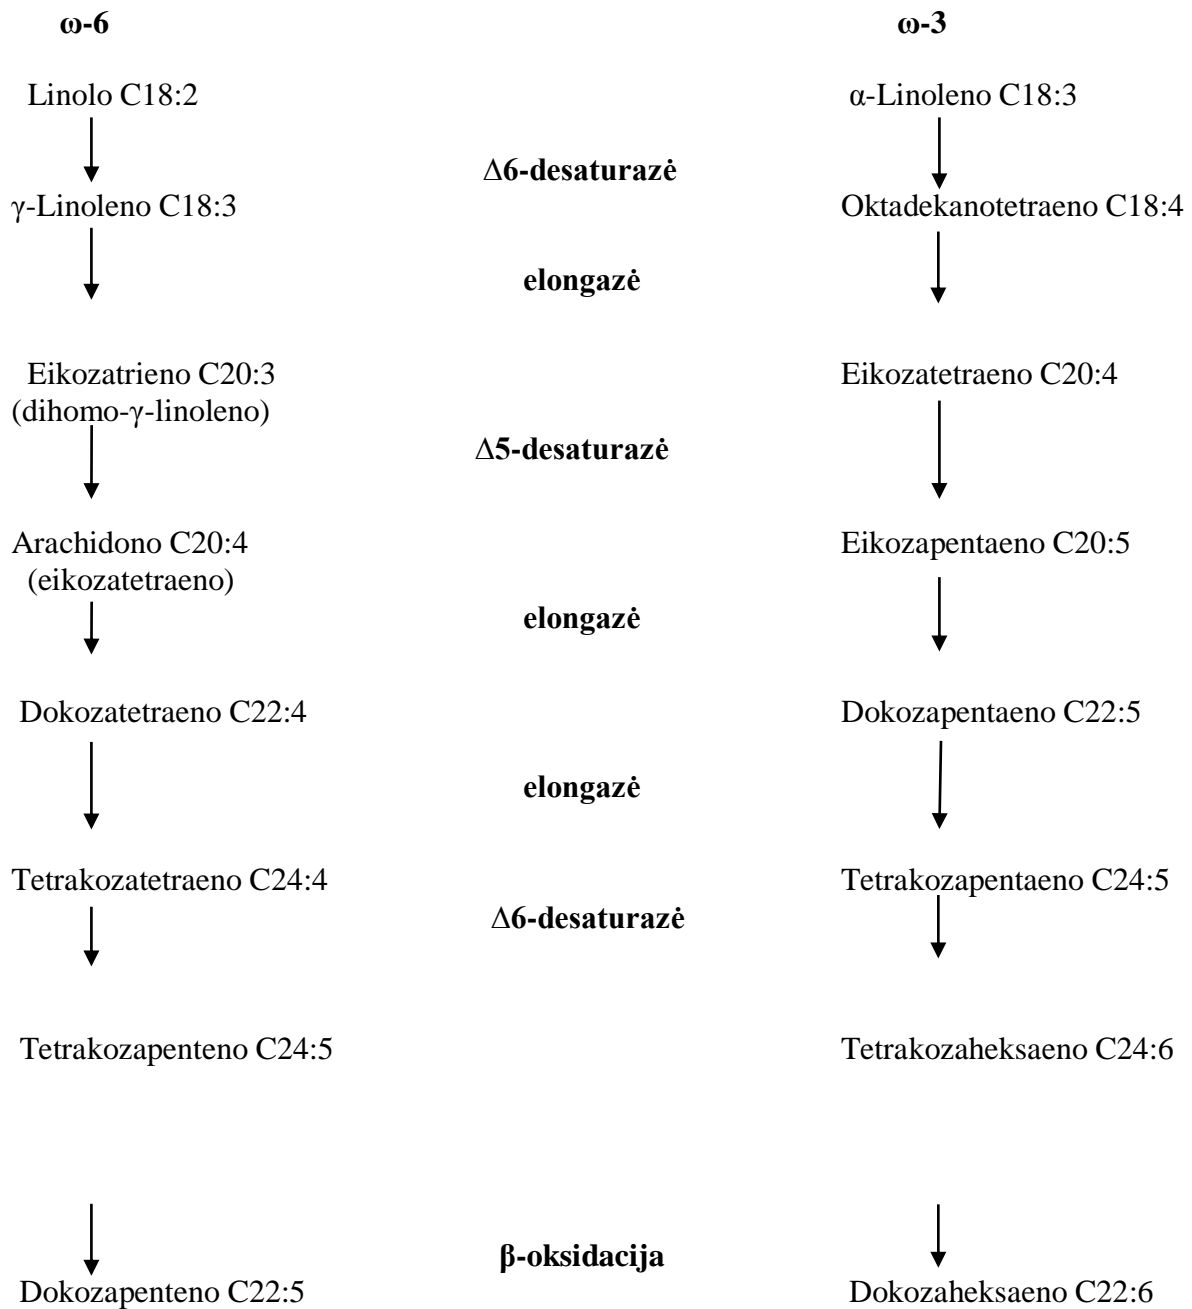 ω-6
ω-3
Linolo C18:2
α-Linoleno C18:3
Δ6-desaturazė
γ-Linoleno C18:3
Oktadekanotetraeno C18:4
elongazė
Eikozatrieno C20:3
(dihomo-γ-linoleno)
Eikozatetraeno C20:4
Δ5-desaturazė
Arachidono C20:4
(eikozatetraeno)
Eikozapentaeno C20:5
elongazė
Dokozatetraeno C22:4
Dokozapentaeno C22:5
elongazė
Tetrakozatetraeno C24:4
Tetrakozapentaeno C24:5
Δ6-desaturazė
Tetrakozapenteno C24:5
Tetrakozaheksaeno C24:6
β-oksidacija
Dokozapenteno C22:5
Dokozaheksaeno C22:6